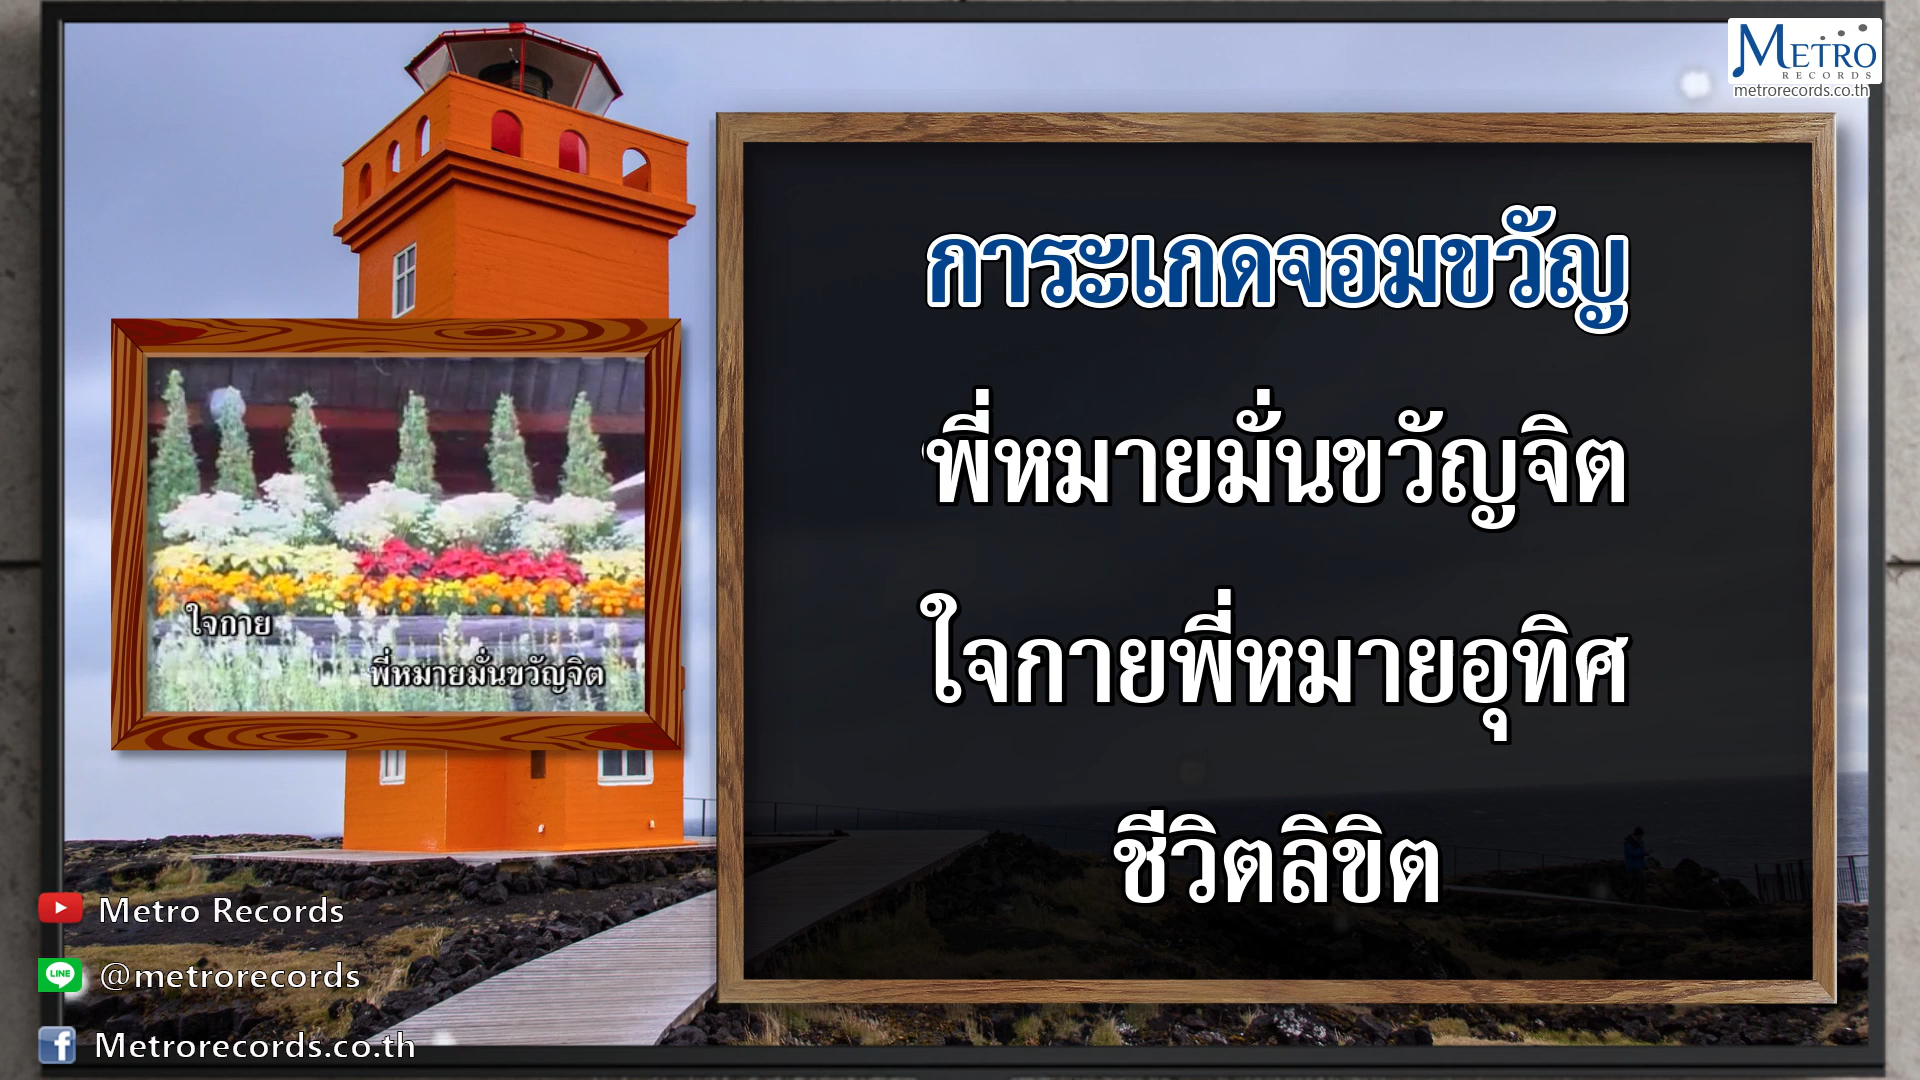 METRO
RECORDS
metrorecords.co.th
การะเกดจอมขวัญ
พี่หมายมั่นขวัญจิต
ใจกายพี่หมายอุทิศ
ชีวิตลิขิต
ใจกาย
พี่หมายมั่นขวัญจิต
Metro Records
LINE
@metrorecords
f
Metrorecords.co.th